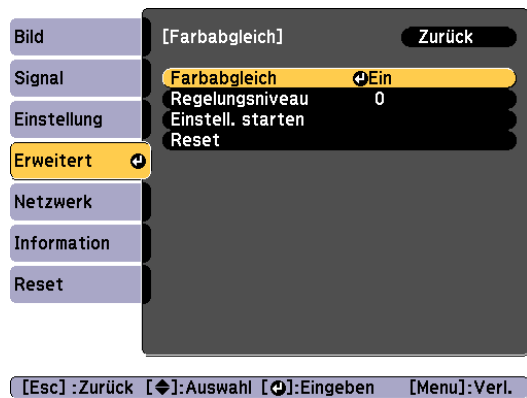 Bild
Signal
Einstellung
Erweitert
Netzwerk
Information
Reset
[Farbabgleich] Zurück
Farbabgleich Ein
Regelungsniveau 0
Einstell. starten
Reset
[Esc] :Zurück [◆]:Auswahl [⏎]:Eingeben [Menu]:Verl.